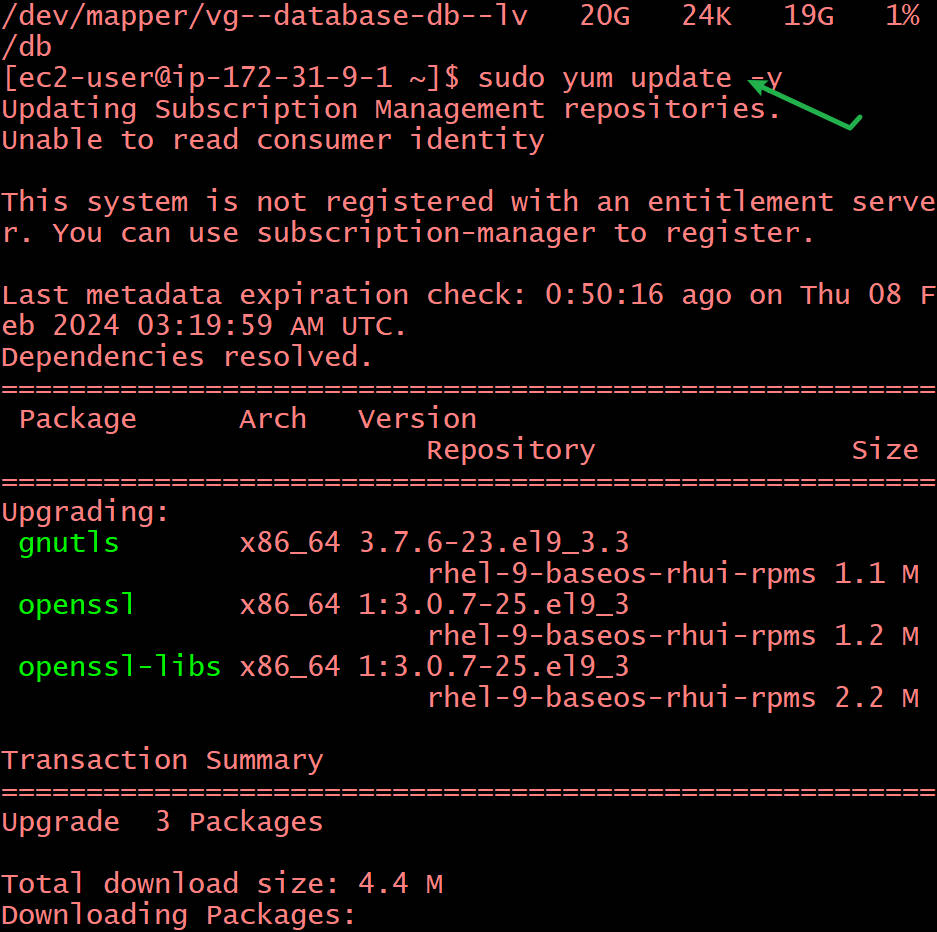 /dev/mapper/vg--database-db--lv   20G   24K   19G   1%
/db
[ec2-user@ip-172-31-9-1 ~]$ sudo yum update -y
Updating Subscription Management repositories.
Unable to read consumer identity

This system is not registered with an entitlement serve
r. You can use subscription-manager to register.

Last metadata expiration check: 0:50:16 ago on Thu 08 F
eb 2024 03:19:59 AM UTC.
Dependencies resolved.
=======================================================
 Package      Arch   Version
                         Repository               Size
=======================================================
Upgrading:
 gnutls       x86_64 3.7.6-23.el9_3.3
                         rhel-9-baseos-rhui-rpms 1.1 M
 openssl      x86_64 1:3.0.7-25.el9_3
                         rhel-9-baseos-rhui-rpms 1.2 M
 openssl-libs x86_64 1:3.0.7-25.el9_3
                         rhel-9-baseos-rhui-rpms 2.2 M

Transaction Summary
=======================================================
Upgrade  3 Packages

Total download size: 4.4 M
Downloading Packages: